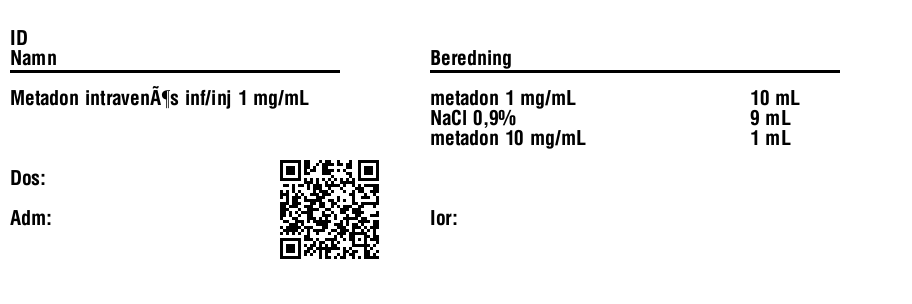 ID
Namn
Beredning
Metadon intravenÃ¶s inf/inj 1 mg/mL
metadon 1 mg/mL 10 mL
NaCl 0,9% 9 mL
metadon 10 mg/mL 1 mL
Dos:
Adm:
Ior: